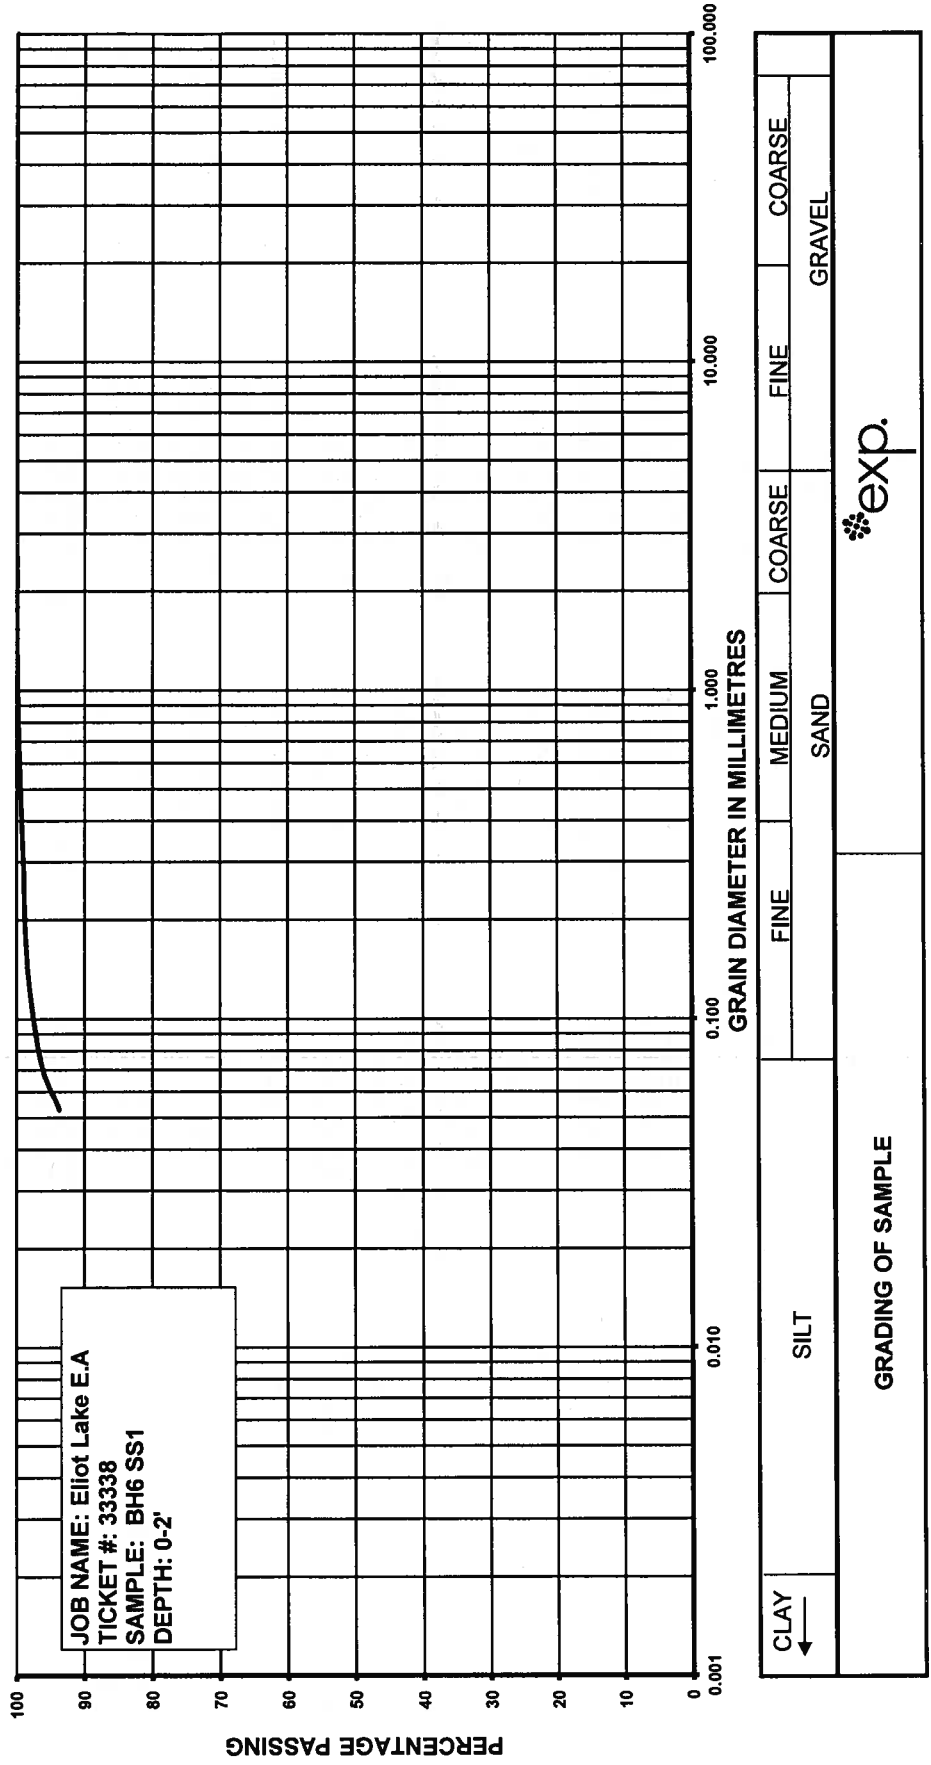 JOB NAME: Eliot Lake E.A
TICKET #: 33338
SAMPLE: BH6 SS1
DEPTH: 0-2'
PERCENTAGE PASSING
100
90
80
70
60
50
40
30
20
10
0
0.001
0.010
0.100
1.000
10.000
100.000
GRAIN DIAMETER IN MILLIMETRES
CLAY
SILT
FINE
MEDIUM
COARSE
SAND
FINE
COARSE
GRAVEL
GRADING OF SAMPLE
exp.